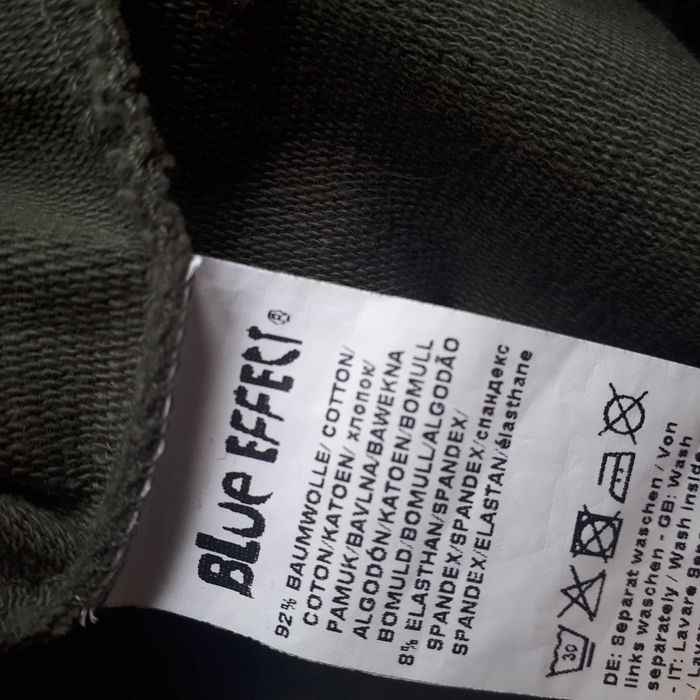 BLUE EFFECT®
92% BAUMWOLLE/ COTTON/
COTON/KATOEN/ хлопок/
PAMUK/BAVLNA/BAWEKNA
ALGODÓN/KATOEN/BOMULL
BOMULD/BOMULL/ALGODÃO
8% ELASTHAN/SPANDEX/
SPANDEX/SPANDEX/спандекс
SPANDEX/ELASTAN/élasthane
30
DE: Separat waschen / Von
links waschen - GB: Wash
separately / Wash inside
- IT: Lavare Se